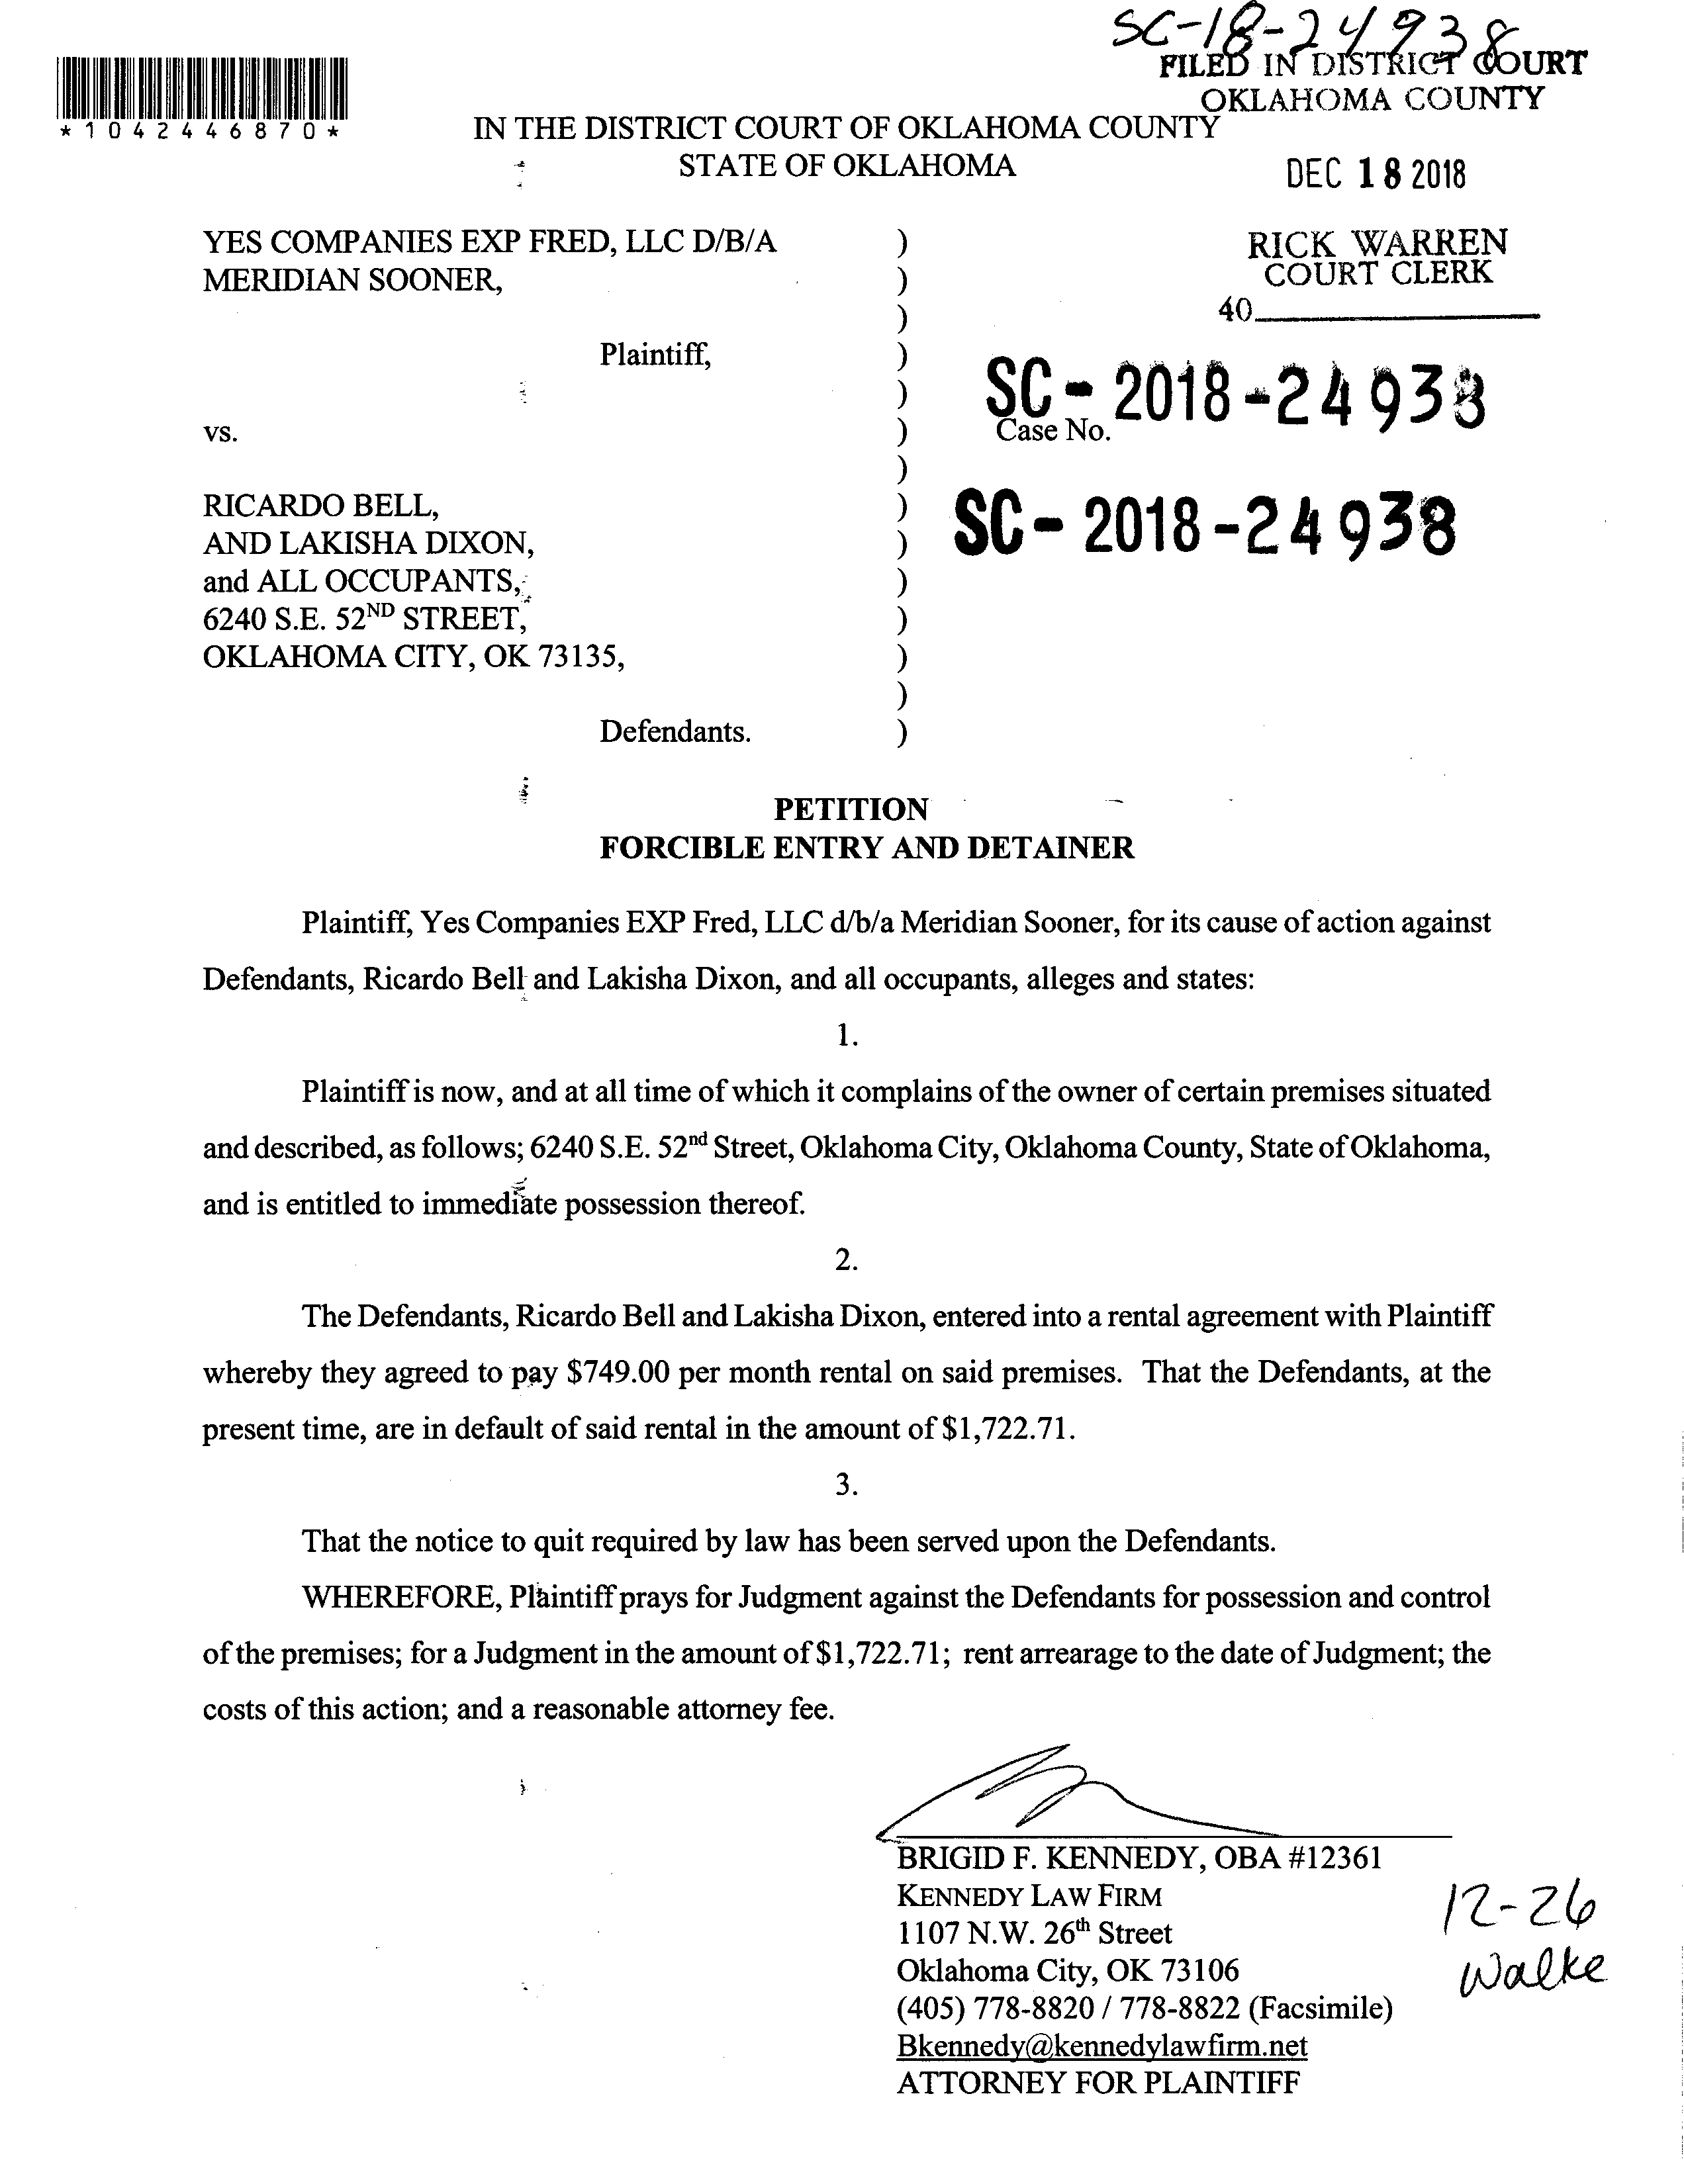 SC-18-24938
FILED IN DISTRICT COURT
OKLAHOMA COUNTY
*1042446870*
IN THE DISTRICT COURT OF OKLAHOMA COUNTY
STATE OF OKLAHOMA
DEC 18 2018
YES COMPANIES EXP FRED, LLC D/B/A )
MERIDIAN SOONER, )
)
RICK WARREN
COURT CLERK
40
Plaintiff, )
)
SC-2018-24938
vs. )
Case No.
)
SC-2018-24938
RICARDO BELL, )
AND LAKISHA DIXON, )
and ALL OCCUPANTS, )
6240 S.E. 52ND STREET, )
OKLAHOMA CITY, OK 73135, )
)
Defendants. )
PETITION
FORCIBLE ENTRY AND DETAINER
Plaintiff, Yes Companies EXP Fred, LLC d/b/a Meridian Sooner, for its cause of action against
Defendants, Ricardo Bell and Lakisha Dixon, and all occupants, alleges and states:
1.
Plaintiff is now, and at all time of which it complains of the owner of certain premises situated
and described, as follows; 6240 S.E. 52nd Street, Oklahoma City, Oklahoma County, State of Oklahoma,
and is entitled to immediate possession thereof.
2.
The Defendants, Ricardo Bell and Lakisha Dixon, entered into a rental agreement with Plaintiff
whereby they agreed to pay $749.00 per month rental on said premises. That the Defendants, at the
present time, are in default of said rental in the amount of $1,722.71.
3.
That the notice to quit required by law has been served upon the Defendants.
WHEREFORE, Plaintiff prays for Judgment against the Defendants for possession and control
of the premises; for a Judgment in the amount of $1,722.71; rent arrearage to the date of Judgment; the
costs of this action; and a reasonable attorney fee.
BRIGID F. KENNEDY, OBA #12361
KENNEDY LAW FIRM
1107 N.W. 26th Street
Oklahoma City, OK 73106
(405) 778-8820 / 778-8822 (Facsimile)
Bkennedy@kennedylawfirm.net
ATTORNEY FOR PLAINTIFF
12-26
Walke